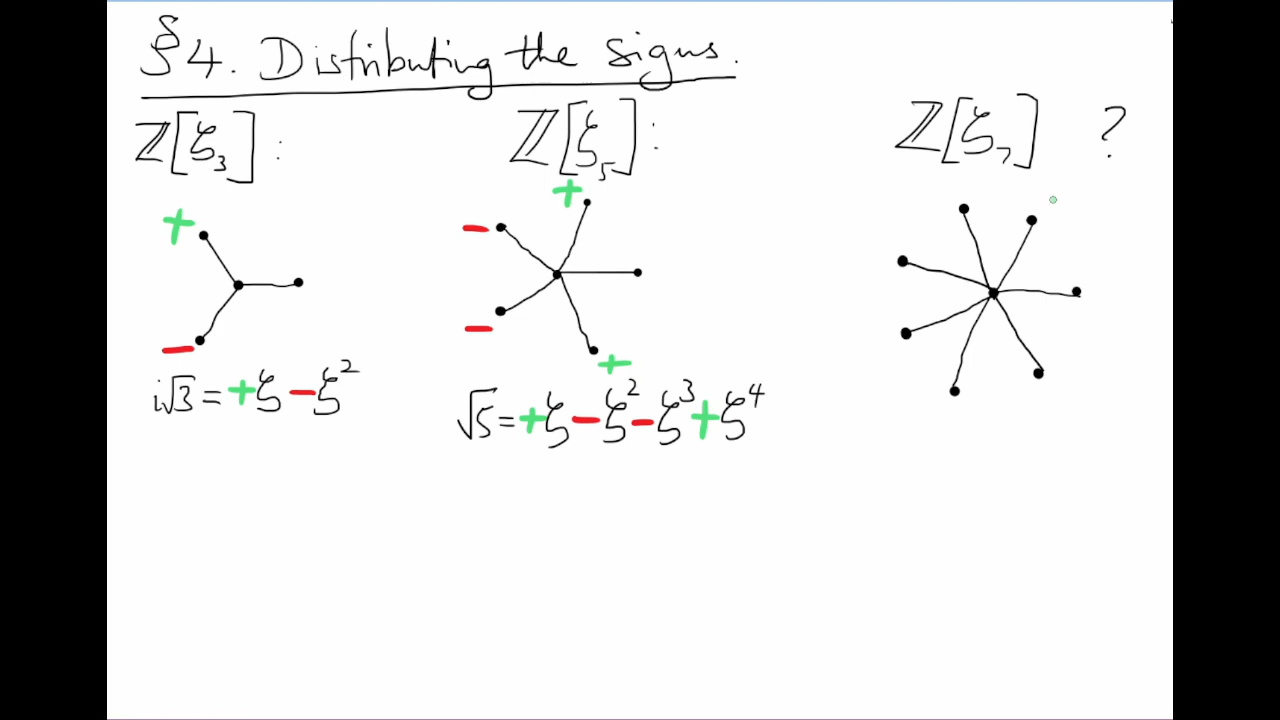 §4. Distributing the signs.
ℤ[ζ₃]: ℤ[ζ₅]: ℤ[ζ₇] ?
+ − + −
− +
i√3 = +ζ − ζ²
√5 = +ζ − ζ² − ζ³ + ζ⁴